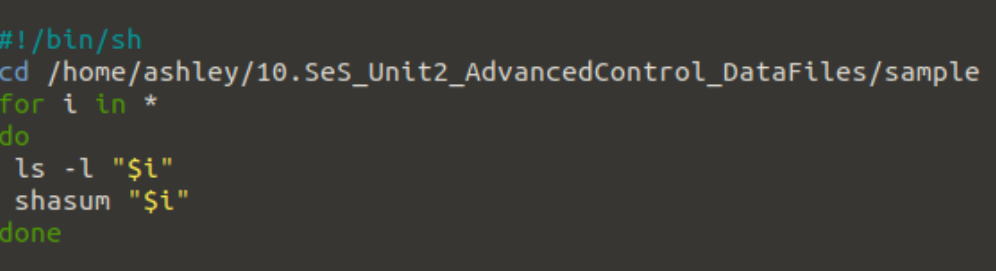 #!/bin/sh
cd /home/ashley/10.SeS_Unit2_AdvancedControl_DataFiles/sample
for i in *
do
 ls -l "$i"
 shasum "$i"
done